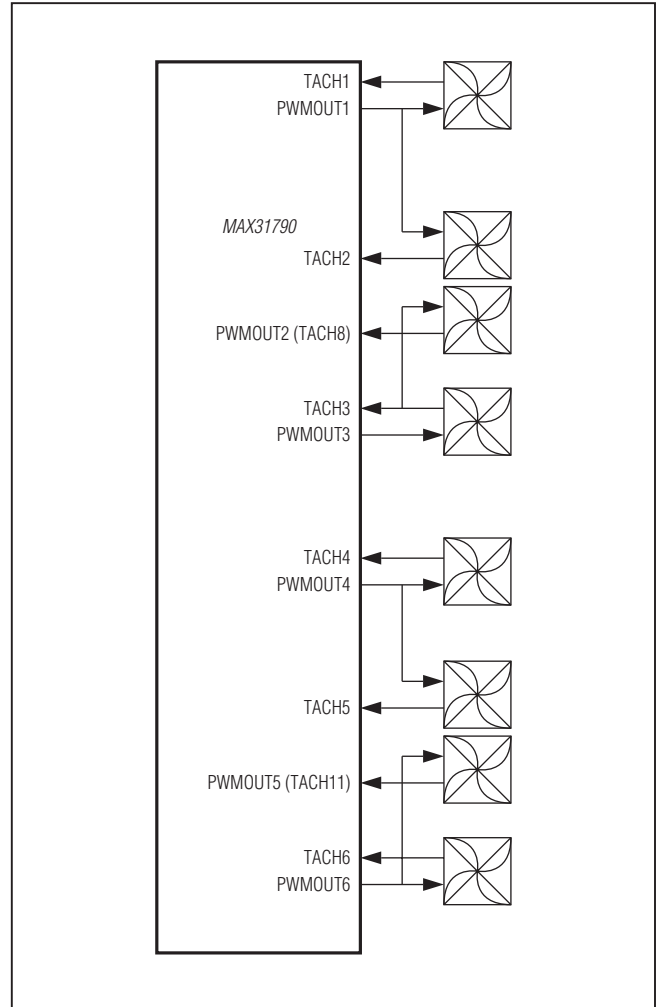 TACH1
PWMOUT1
MAX31790
TACH2
PWMOUT2 (TACH8)
TACH3
PWMOUT3
TACH4
PWMOUT4
TACH5
PWMOUT5 (TACH11)
TACH6
PWMOUT6